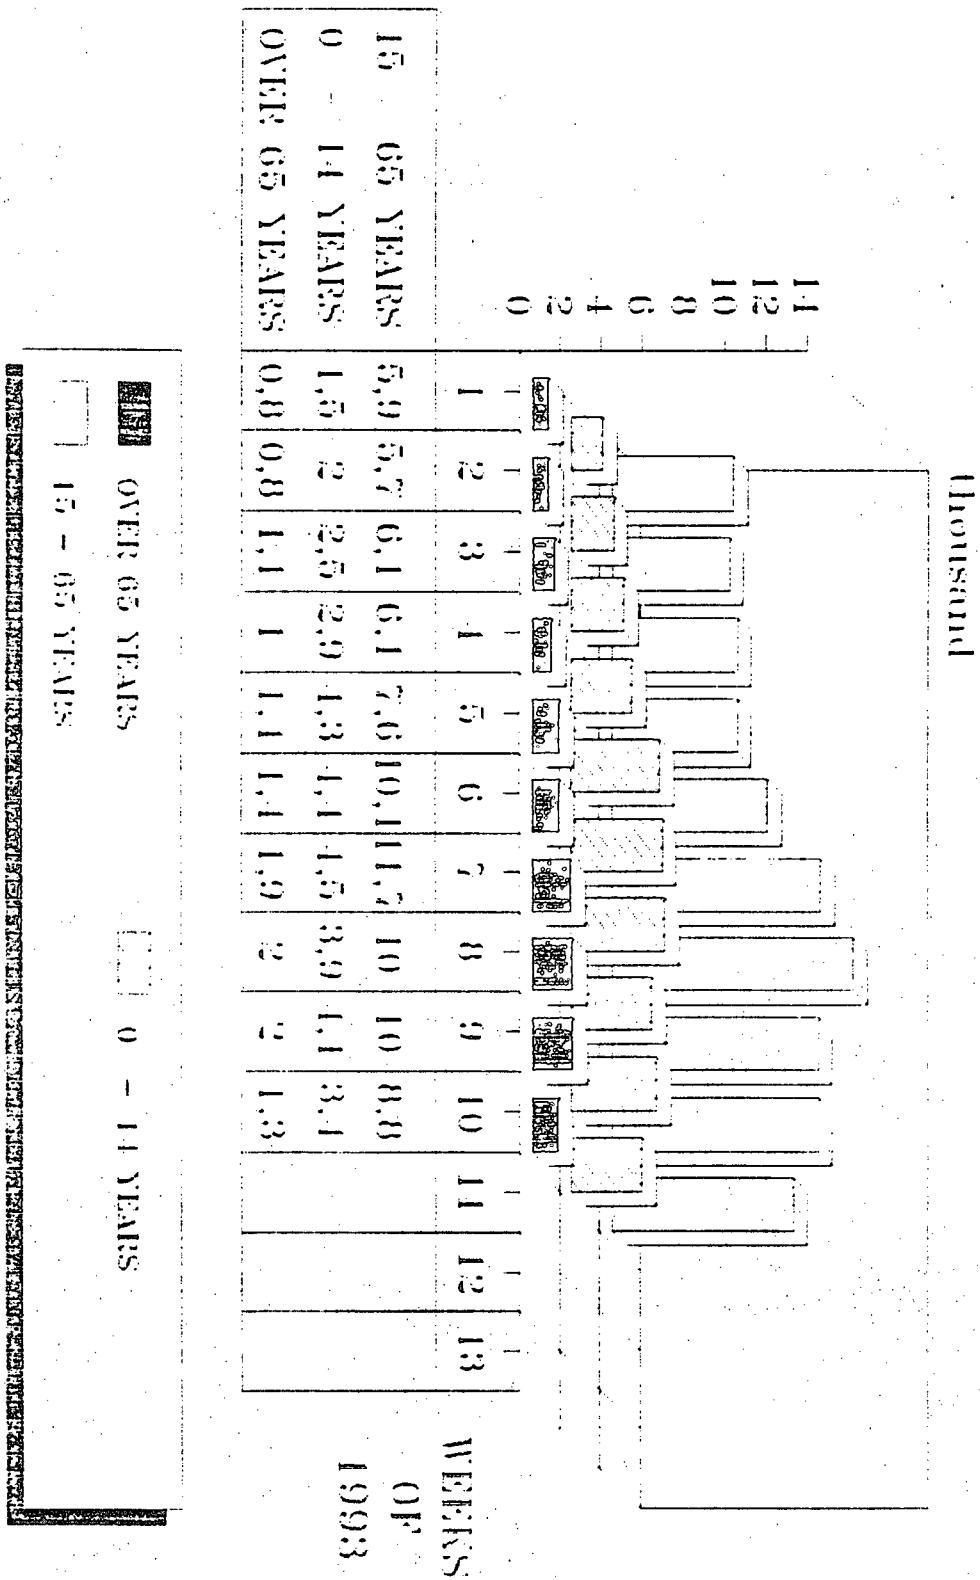 thousand
14
12
10
8
6
4
2
0
1 2 3 4 5 6 7 8 9 10 11 12 13
WEEKS
OF
1993
15 - 65 YEARS 5,9 5,7 6,1 6,1 7,6 10,1 11,7 10 10 8,8
0 - 14 YEARS 1,5 2 2,5 2,9 4,3 4,4 4,5 3,9 4,1 3,4
OVER 65 YEARS 0,8 0,8 1,1 1 1,4 1,4 1,9 2 2 1,3
OVER 65 YEARS 0 - 14 YEARS
15 - 65 YEARS